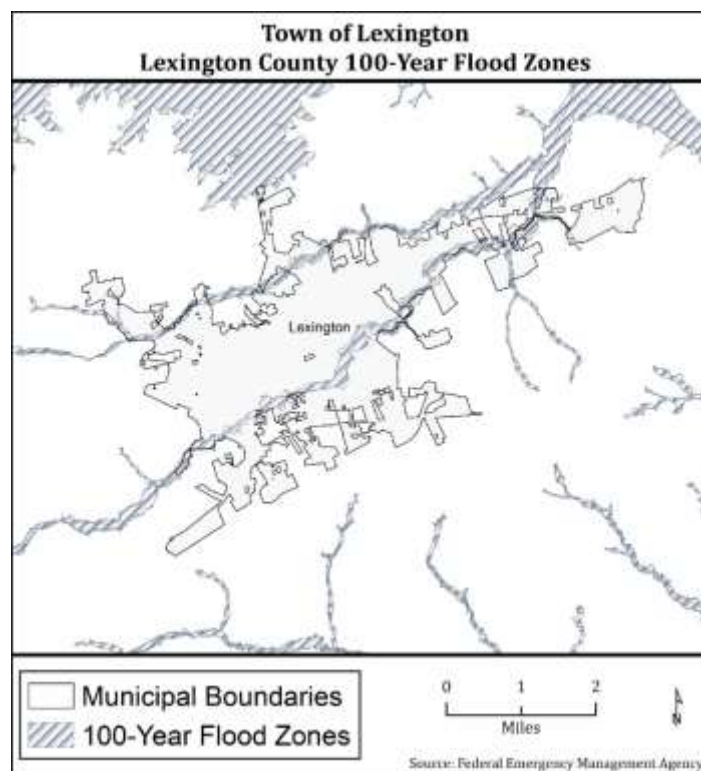 Town of Lexington
Lexington County 100-Year Flood Zones
Lexington
Municipal Boundaries
100-Year Flood Zones
0 1 2
Miles
N
Source: Federal Emergency Management Agency